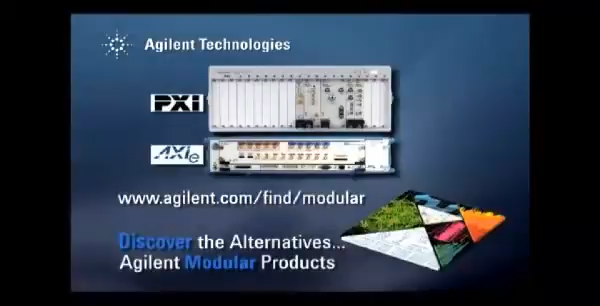 Agilent Technologies
PXI
AXIe
www.agilent.com/find/modular
Discover the Alternatives...
Agilent Modular Products